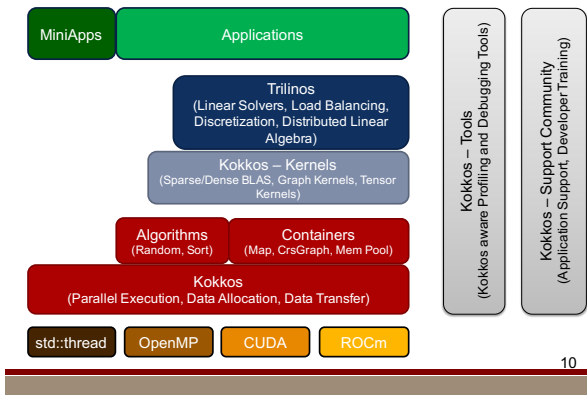 MiniApps
Applications
Trilinos
(Linear Solvers, Load Balancing,
Discretization, Distributed Linear
Algebra)
Kokkos – Kernels
(Sparse/Dense BLAS, Graph Kernels, Tensor
Kernels)
Algorithms
(Random, Sort)
Containers
(Map, CrsGraph, Mem Pool)
Kokkos
(Parallel Execution, Data Allocation, Data Transfer)
std::thread
OpenMP
CUDA
ROCm
Kokkos – Tools
(Kokkos aware Profiling and Debugging Tools)
Kokkos – Support Community
(Application Support, Developer Training)
10